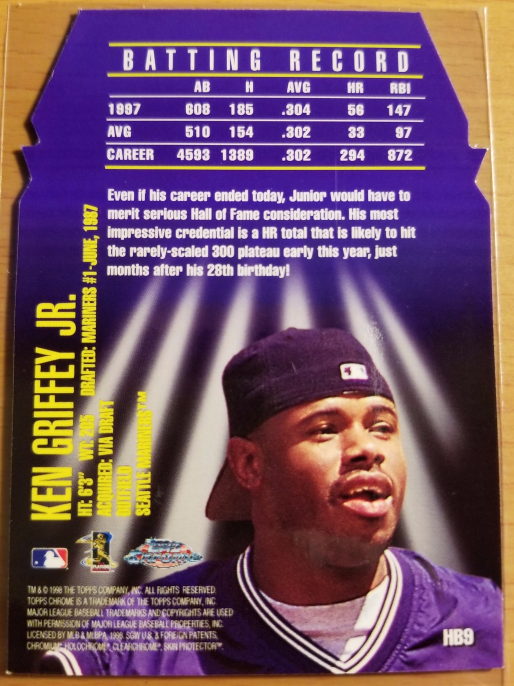 BATTING RECORD
AB H AVG HR RBI
1997 608 185 .304 56 147
AVG 510 154 .302 33 97
CAREER 4593 1389 .302 294 872
Even if his career ended today, Junior would have to
merit serious Hall of Fame consideration. His most
impressive credential is a HR total that is likely to hit
the rarely-scaled 300 plateau early this year, just
months after his 28th birthday!
KEN GRIFFEY JR.
HT: 6'3" WT: 205 DRAFTED: MARINERS #1-JUNE, 1987
ACQUIRED: VIA DRAFT
OUTFIELD
SEATTLE MARINERS™
TM & © 1998 THE TOPPS COMPANY, INC. ALL RIGHTS RESERVED.
TOPPS CHROME IS A TRADEMARK OF THE TOPPS COMPANY, INC
MAJOR LEAGUE BASEBALL TRADEMARKS AND COPYRIGHTS ARE USED
WITH PERMISSION OF MAJOR LEAGUE BASEBALL PROPERTIES, INC.
LICENSED BY MLB & MLBPA, 1998. SGW U.S. & FOREIGN PATENTS,
CHROMIUM, HOLOCHROME, CLEARCHROME, SKIN PROTECTOR™.
HB9